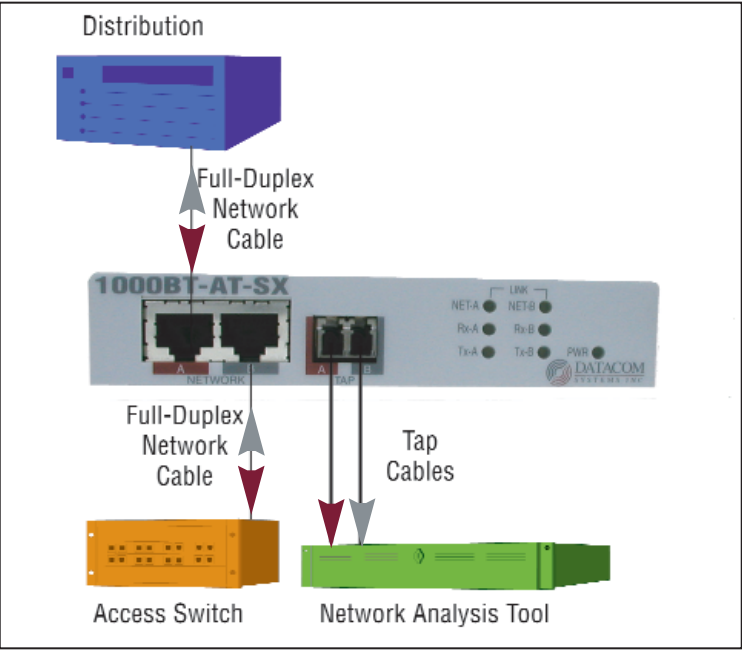 Distribution
Full-Duplex
Network
Cable
1000BT-AT-SX
LINK
NET-A NET-B
Rx-A Rx-B
Tx-A Tx-B PWR
A B
NETWORK
A B
TAP
DATACOM
SYSTEMS INC
Full-Duplex
Network
Cable
Tap
Cables
Access Switch
Network Analysis Tool